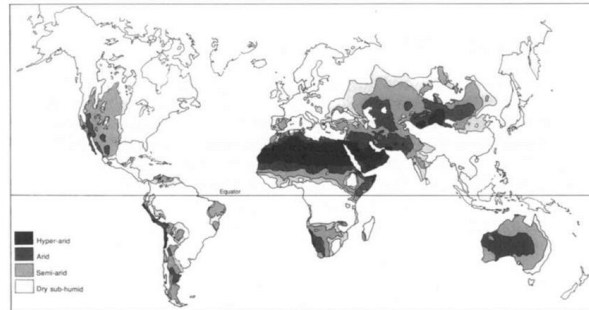 Equator
Hyper-arid
Arid
Semi-arid
Dry sub-humid